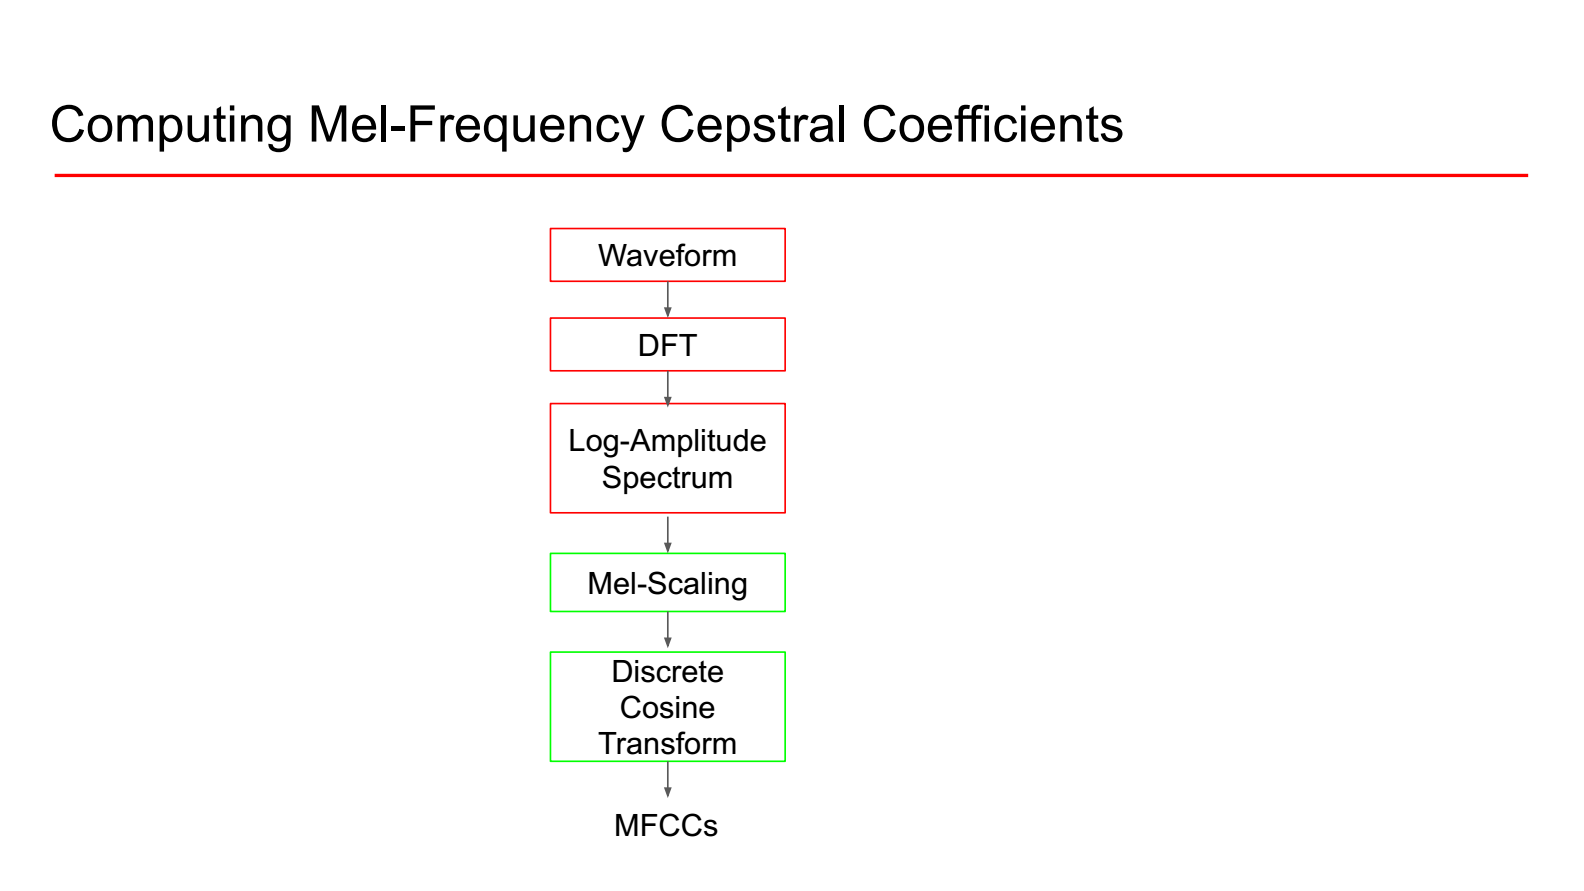 Computing Mel-Frequency Cepstral Coefficients
Waveform
DFT
Log-Amplitude
Spectrum
Mel-Scaling
Discrete
Cosine
Transform
MFCCs